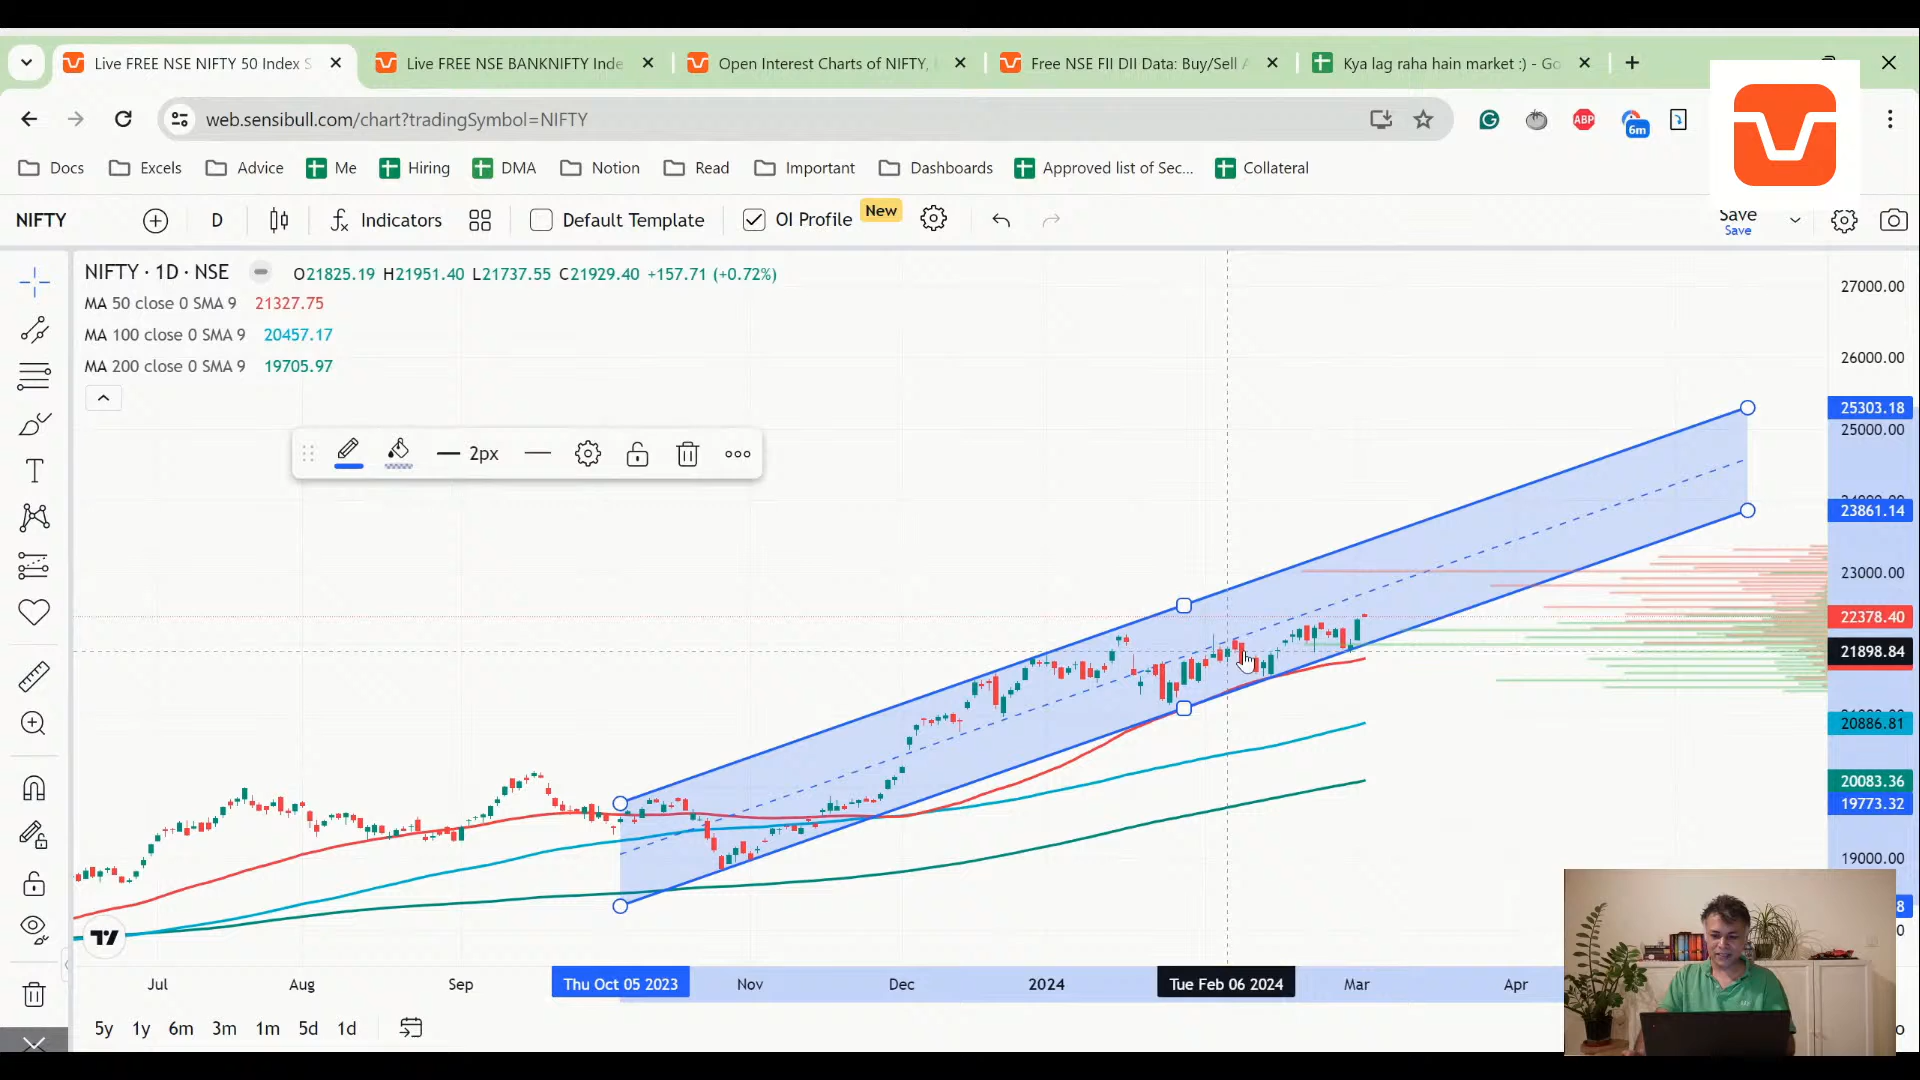 Live FREE NSE NIFTY 50 Index S
Live FREE NSE BANKNIFTY Inde
Open Interest Charts of NIFTY,
Free NSE FII DII Data: Buy/Sell A
Kya lag raha hain market :) - Go
web.sensibull.com/chart?tradingSymbol=NIFTY
ABP
6m
Docs
Excels
Advice
Me
Hiring
DMA
Notion
Read
Important
Dashboards
Approved list of Sec...
Collateral
NIFTY
D
Indicators
Default Template
OI Profile
New
Save
Save
NIFTY · 1D · NSE
O21825.19 H21951.40 L21737.55 C21929.40 +157.71 (+0.72%)
MA 50 close 0 SMA 9 21327.75
MA 100 close 0 SMA 9 20457.17
MA 200 close 0 SMA 9 19705.97
2px
27000.00
26000.00
25303.18
25000.00
23861.14
23000.00
22378.40
21898.84
20886.81
20083.36
19773.32
19000.00
8
0
Jul
Aug
Sep
Thu Oct 05 2023
Nov
Dec
2024
Tue Feb 06 2024
Mar
Apr
5y
1y
6m
3m
1m
5d
1d